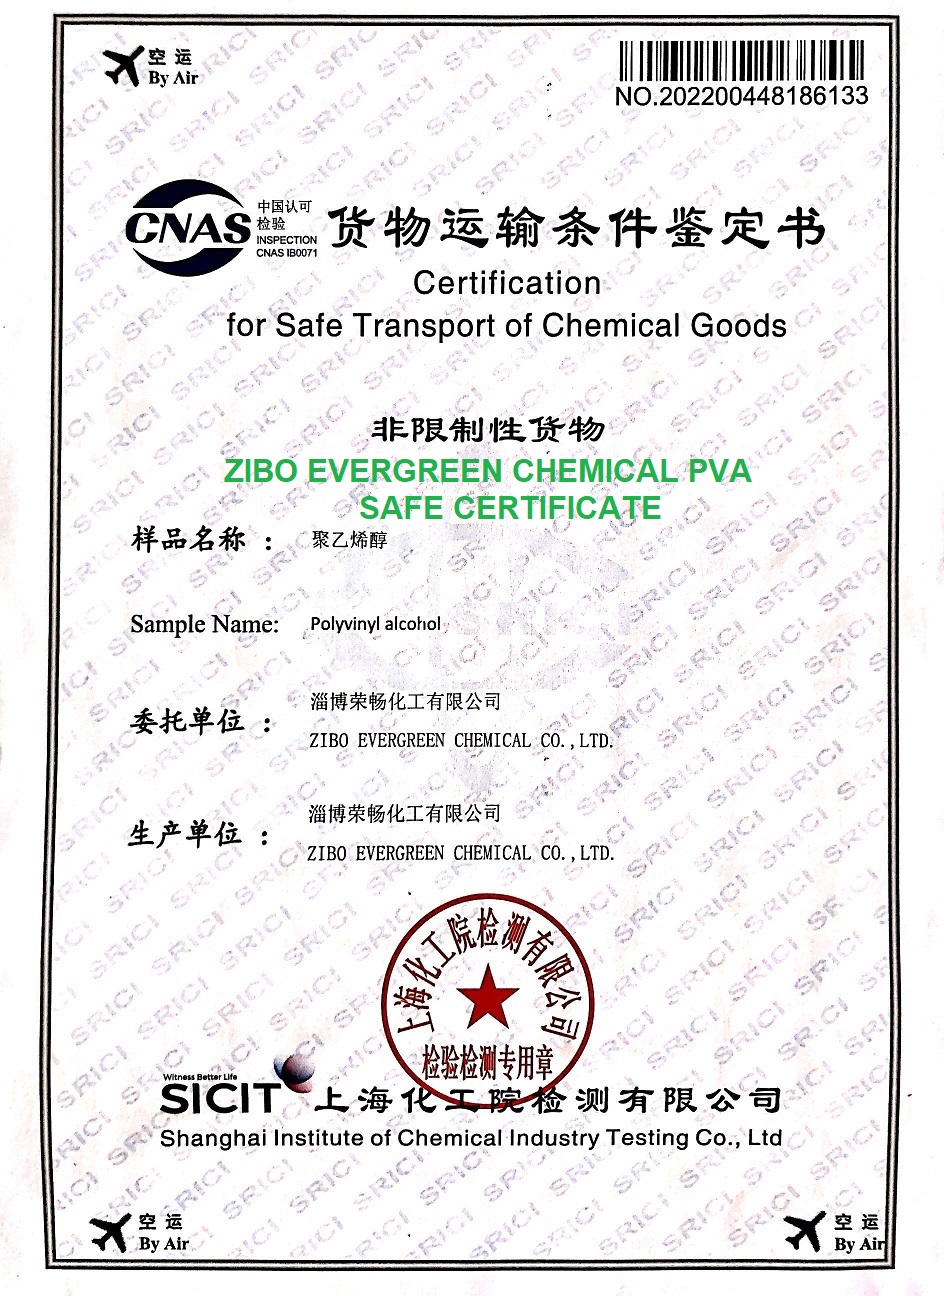 空 运
By Air
NO.202200448186133
CNAS
中国认可
检验
INSPECTION
CNAS IB0071
货物运输条件鉴定书
Certification
for Safe Transport of Chemical Goods
非限制性货物
ZIBO EVERGREEN CHEMICAL PVA
SAFE CERTIFICATE
样品名称 ： 聚乙烯醇
Sample Name: Polyvinyl alcohol
委托单位 ： 淄博荣畅化工有限公司
ZIBO EVERGREEN CHEMICAL CO.,LTD.
生产单位 ： 淄博荣畅化工有限公司
ZIBO EVERGREEN CHEMICAL CO.,LTD.
上海化工院检测有限公司
检验检测专用章
Witness Better Life
SICIT 上海化工院检测有限公司
Shanghai Institute of Chemical Industry Testing Co., Ltd
空 运
By Air
空 运
By Air
SRICI